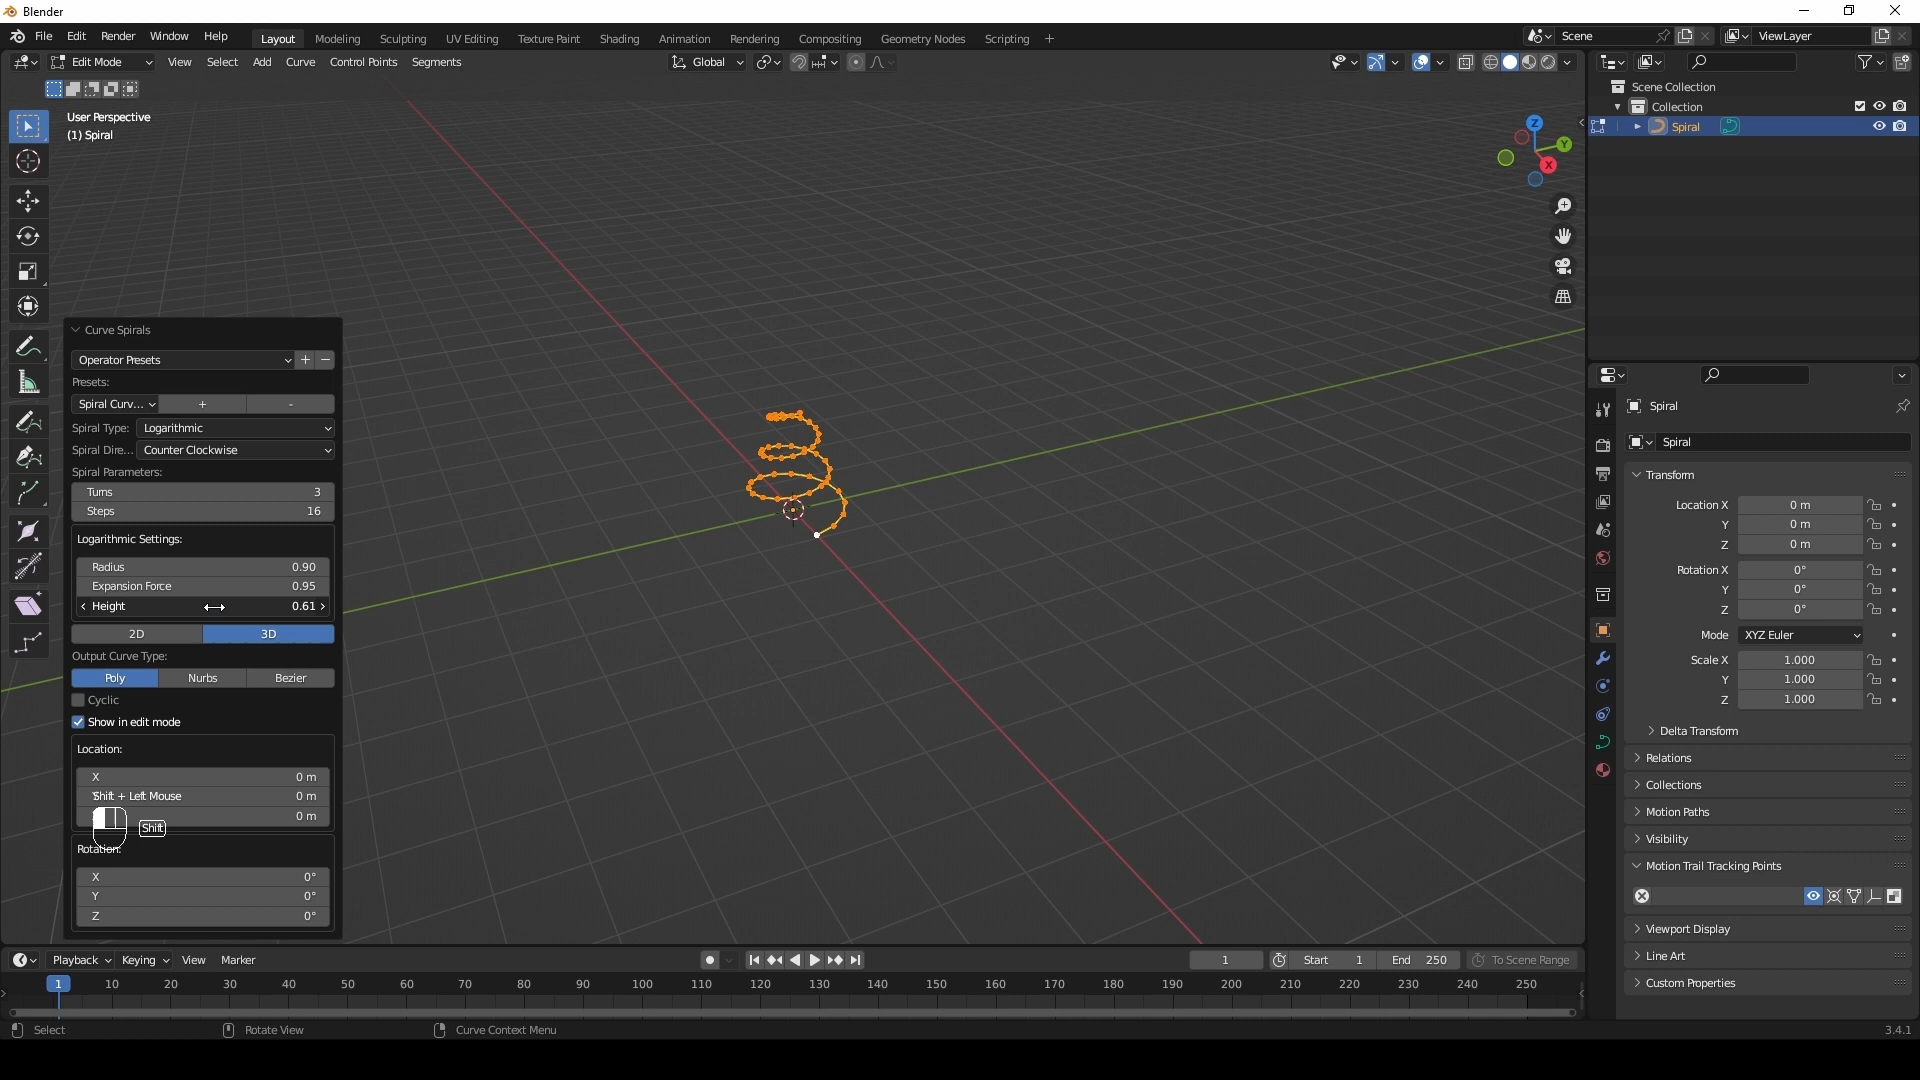 Blender
File Edit Render Window Help Layout Modeling Sculpting UV Editing Texture Paint Shading Animation Rendering Compositing Geometry Nodes Scripting + Scene ViewLayer
Edit Mode View Select Add Curve Control Points Segments Global
User Perspective
(1) Spiral
Z
Y
X
Scene Collection
Collection
Spiral
Curve Spirals
Operator Presets + −
Presets:
Spiral Curv... + -
Spiral Type: Logarithmic
Spiral Dire... Counter Clockwise
Spiral Parameters:
Turns 3
Steps 16
Logarithmic Settings:
Radius 0.90
Expansion Force 0.95
Height 0.61
2D 3D
Output Curve Type:
Poly Nurbs Bezier
Cyclic
Show in edit mode
Location:
X 0 m
Shift + Left Mouse 0 m
0 m
Shift
Rotation:
X 0°
Y 0°
Z 0°
Spiral
Spiral
Transform
Location X 0 m
Y 0 m
Z 0 m
Rotation X 0°
Y 0°
Z 0°
Mode XYZ Euler
Scale X 1.000
Y 1.000
Z 1.000
Delta Transform
Relations
Collections
Motion Paths
Visibility
Motion Trail Tracking Points
Viewport Display
Line Art
Custom Properties
Playback Keying View Marker 1 Start 1 End 250 To Scene Range
1 10 20 30 40 50 60 70 80 90 100 110 120 130 140 150 160 170 180 190 200 210 220 230 240 250
Select Rotate View Curve Context Menu 3.4.1